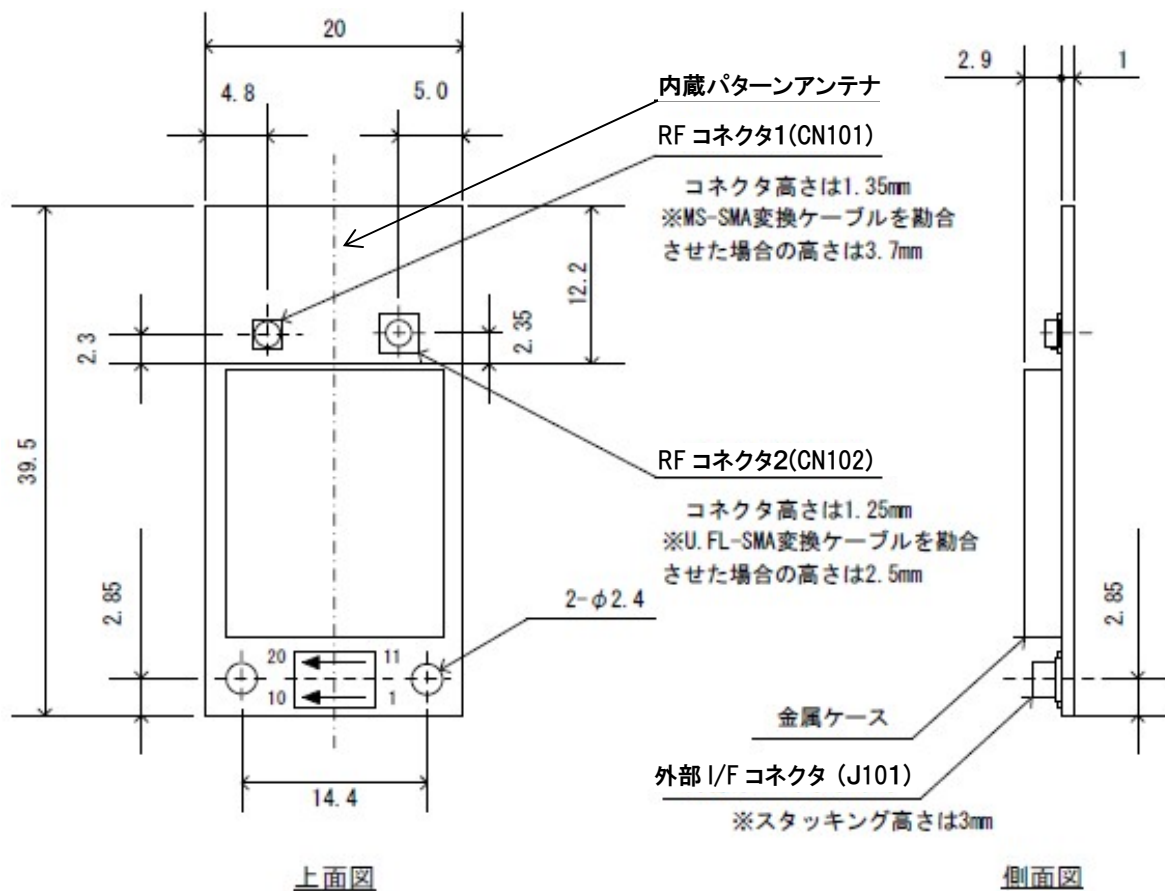 20
2.9
1
4.8
5.0
内蔵パターンアンテナ
RF コネクタ1(CN101)
コネクタ高さは1.35mm
※MS-SMA変換ケーブルを勘合
させた場合の高さは3.7mm
12.2
2.3
2.35
39.5
RF コネクタ2(CN102)
コネクタ高さは1.25mm
※U.FL-SMA変換ケーブルを勘合
させた場合の高さは2.5mm
2.85
2-φ2.4
2.85
20 11
10 1
金属ケース
外部 I/F コネクタ (J101)
※スタッキング高さは3mm
14.4
上面図
側面図